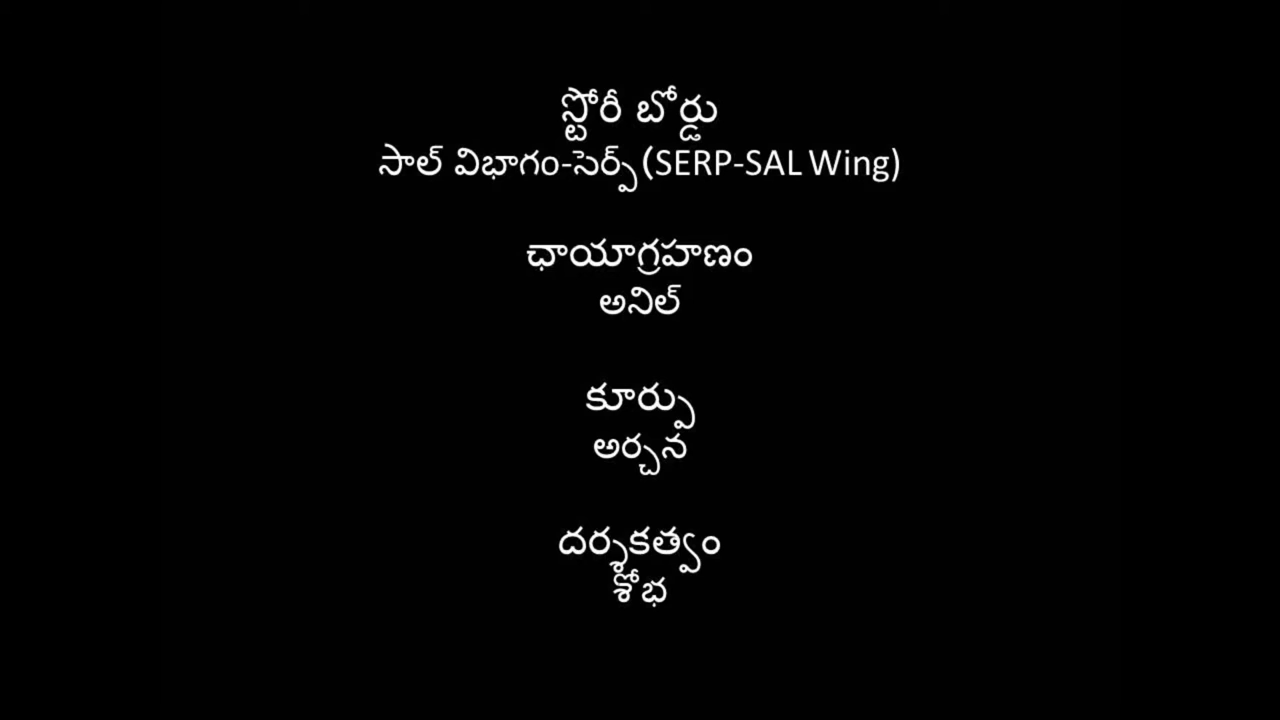 స్టోరీ బోర్డు
సాల్ విభాగం-సెర్ప్ (SERP-SAL Wing)
ఛాయాగ్రహణం
అనిల్
కూర్పు
అర్చన
దర్శకత్వం
శోభ